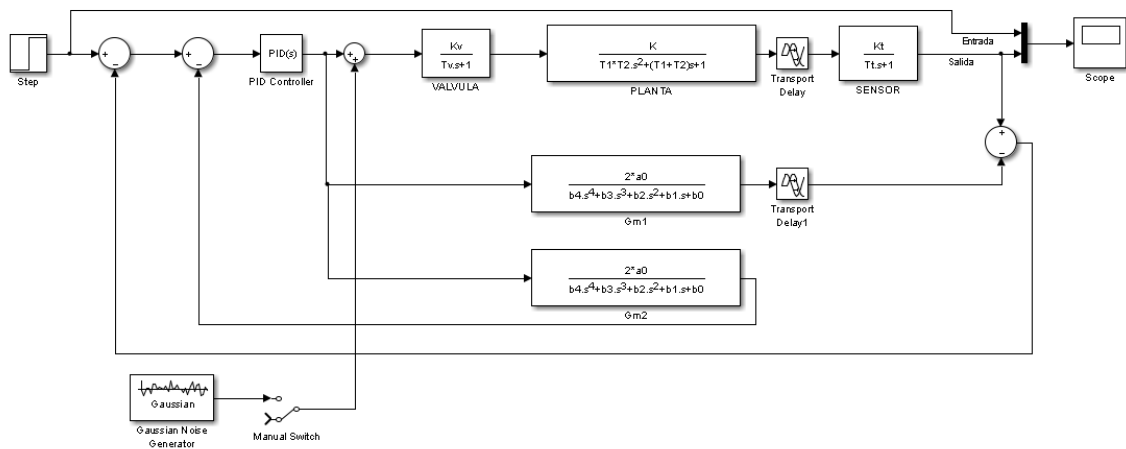 Step
PID(s)
PID Controller
Kv
Tv.s+1
VALVULA
K
T1*T2.s²+(T1+T2)s+1
PLANTA
Transport
Delay
Kt
Tt.s+1
SENSOR
Entrada
Salida
Scope
2*a0
b4.s⁴+b3.s³+b2.s²+b1.s+b0
Gm1
Transport
Delay1
2*a0
b4.s⁴+b3.s³+b2.s²+b1.s+b0
Gm2
Gaussian
Gaussian Noise
Generator
Manual Switch